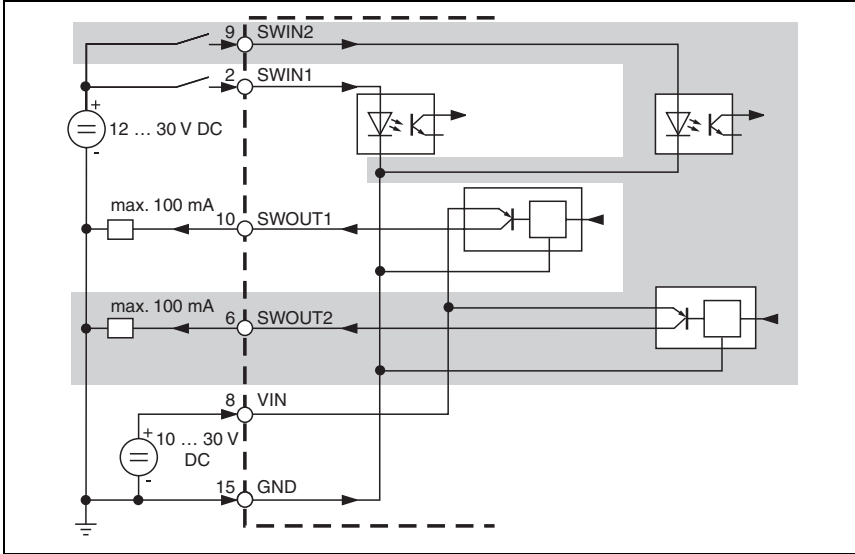 9 SWIN2
2 SWIN1
+
12 ... 30 V DC
-
max. 100 mA
10 SWOUT1
max. 100 mA
6 SWOUT2
8 VIN
+
10 ... 30 V
DC
-
15 GND